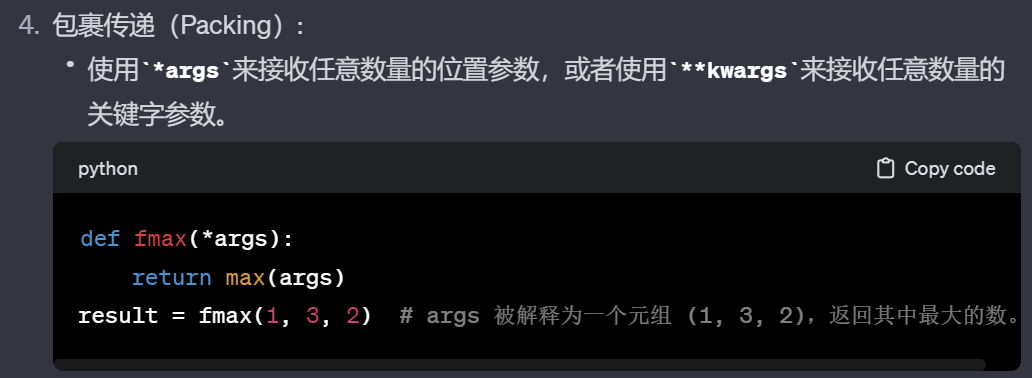 4. 包裹传递（Packing）:
• 使用`*args`来接收任意数量的位置参数，或者使用`**kwargs`来接收任意数量的
关键字参数。
python
Copy code
def fmax(*args):
    return max(args)
result = fmax(1, 3, 2)  # args 被解释为一个元组 (1, 3, 2)，返回其中最大的数。